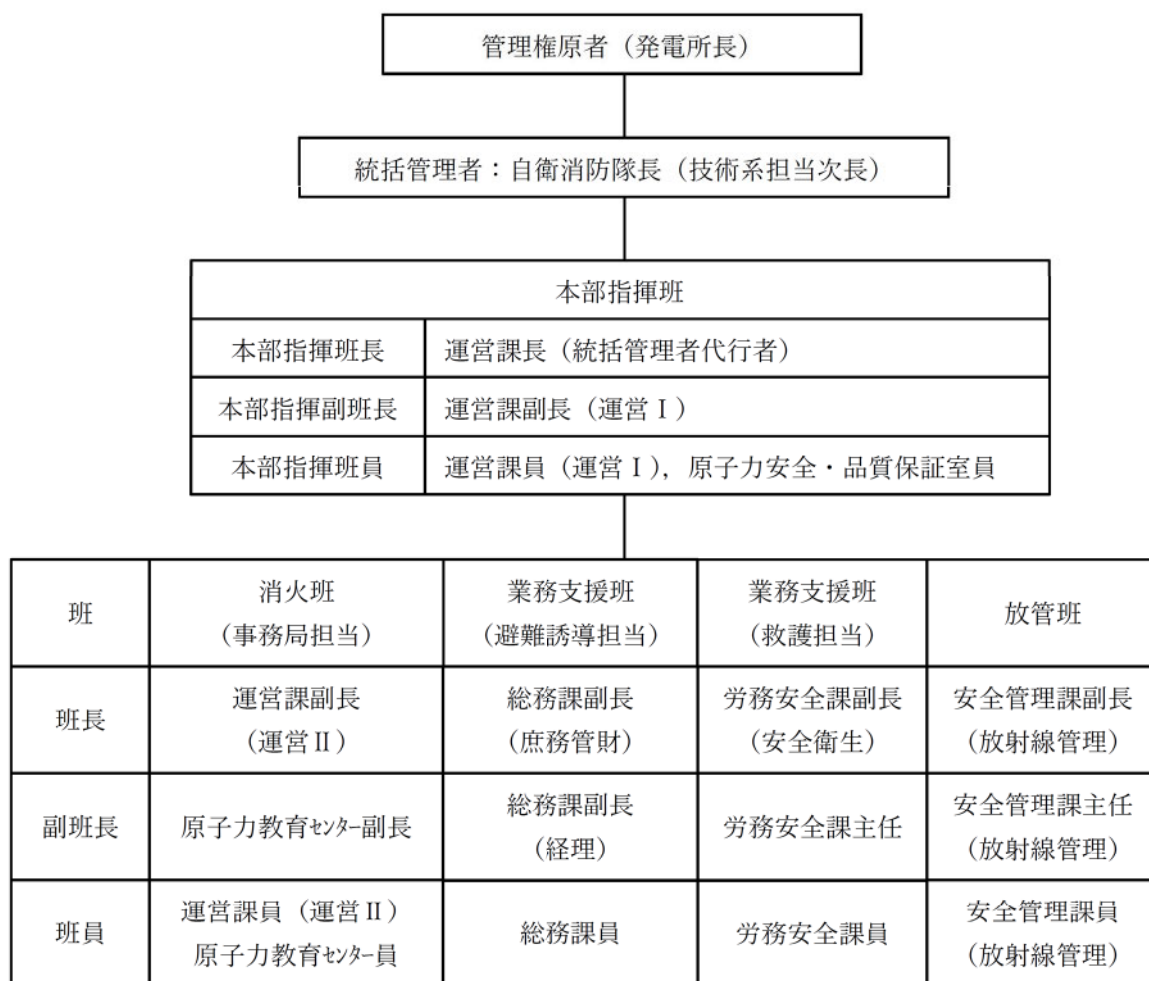 管理権原者（発電所長）
統括管理者：自衛消防隊長（技術系担当次長）
本部指揮班
本部指揮班長 運営課長（統括管理者代行者）
本部指揮副班長 運営課副長（運営Ⅰ）
本部指揮班員 運営課員（運営Ⅰ），原子力安全・品質保証室員
班 消火班 業務支援班 業務支援班 放管班
（事務局担当） （避難誘導担当） （救護担当）
班長 運営課副長 総務課副長 労務安全課副長 安全管理課副長
（運営Ⅱ） （庶務管財） （安全衛生） （放射線管理）
副班長 原子力教育ｾﾝﾀｰ副長 総務課副長 労務安全課主任 安全管理課主任
（経理） （放射線管理）
班員 運営課員（運営Ⅱ） 総務課員 労務安全課員 安全管理課員
原子力教育ｾﾝﾀｰ員 （放射線管理）